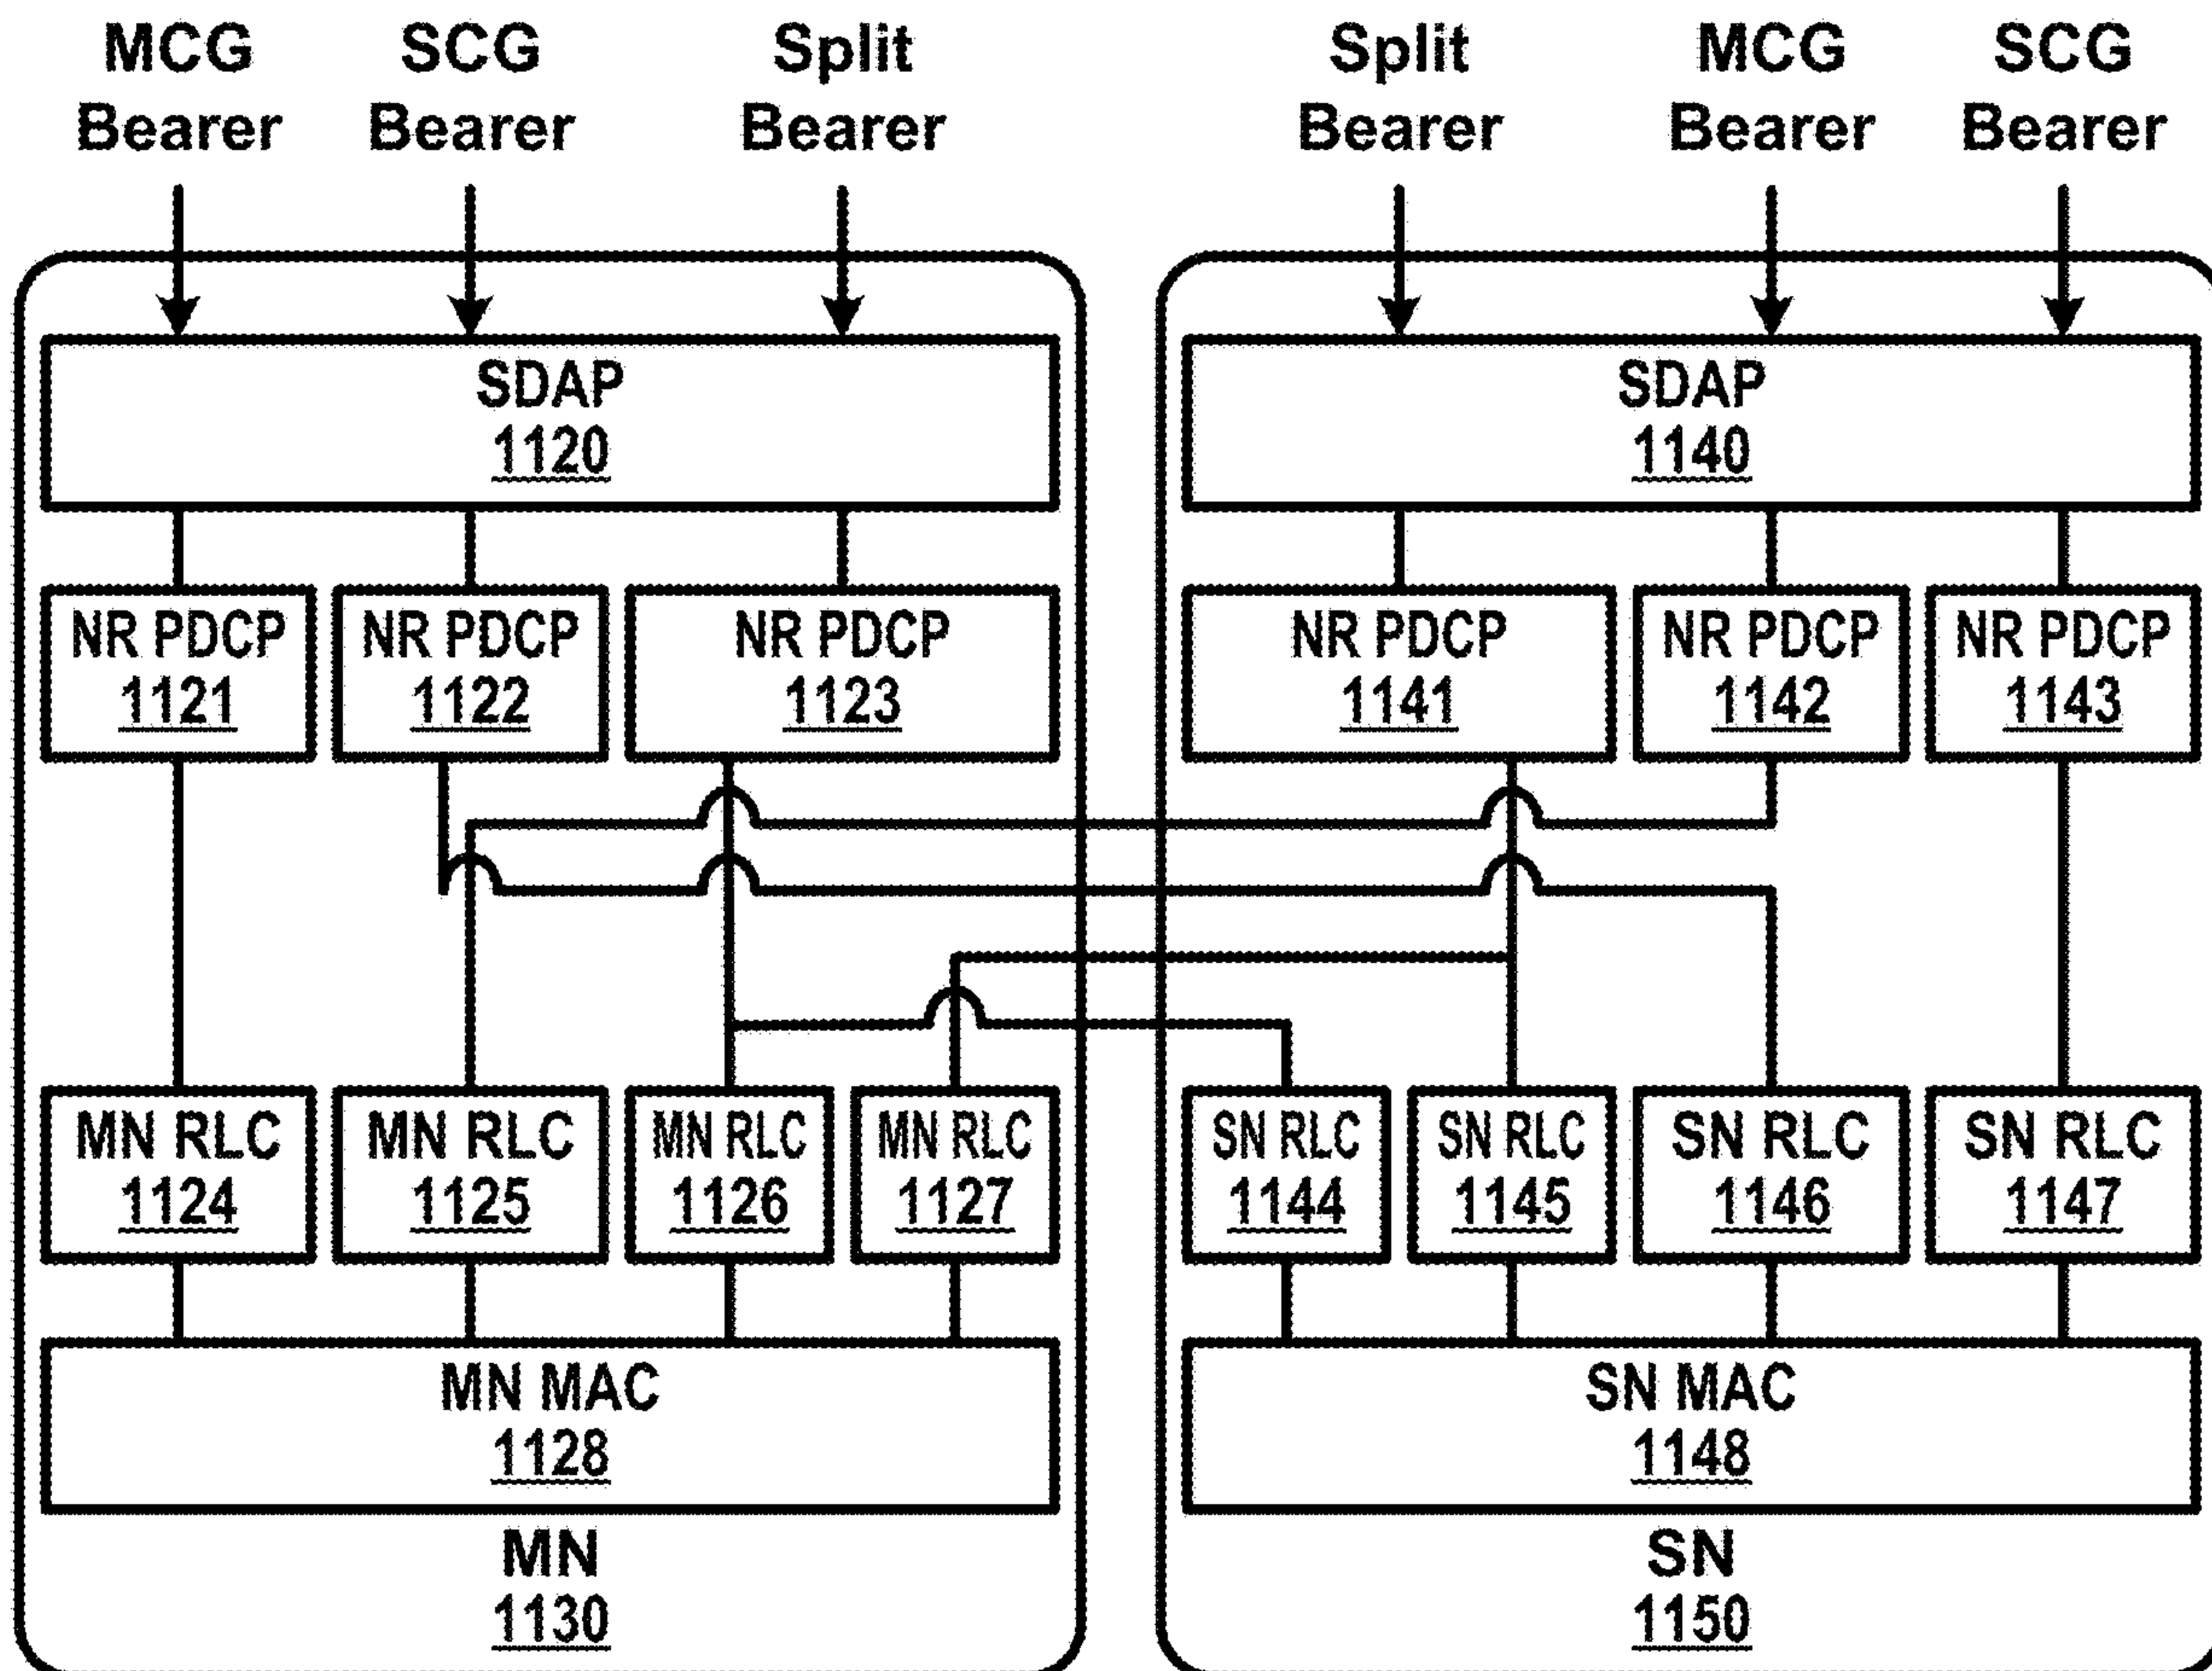 MCG
Bearer
SCG
Bearer
Split
Bearer
Split
Bearer
MCG
Bearer
SCG
Bearer
SDAP
1120
SDAP
1140
NR PDCP
1121
NR PDCP
1122
NR PDCP
1123
NR PDCP
1141
NR PDCP
1142
NR PDCP
1143
MN RLC
1124
MN RLC
1125
MN RLC
1126
MN RLC
1127
SN RLC
1144
SN RLC
1145
SN RLC
1146
SN RLC
1147
MN MAC
1128
SN MAC
1148
MN
1130
SN
1150